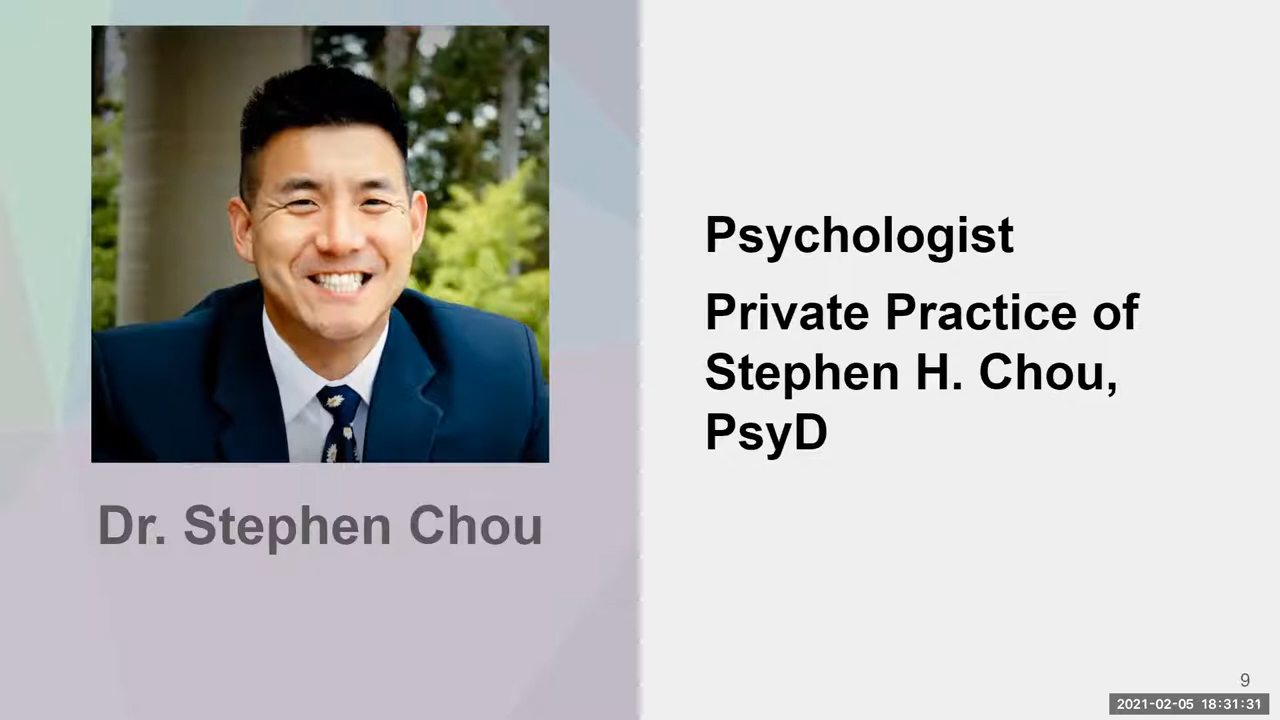 Dr. Stephen Chou
Psychologist
Private Practice of
Stephen H. Chou,
PsyD
9
2021-02-05 18:31:31